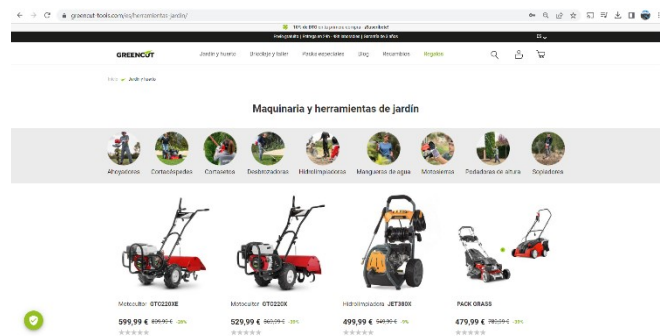 greencut-tools.com/es/herramientas-jardin/
GREENCUT
Jardín y huerto Bricolaje y taller Packs especiales Blog Recambios Regalos
Maquinaria y herramientas de jardín
Ahoyadores Cortacéspedes Cortasetos Desbrozadoras Hidrolimpiadoras Mangueras de agua Motosierras Podadoras de altura Sopladores
Motocultor GTC220XE Motocultor GTC220X Hidrolimpiadora JET380X PACK GRASS
599,99 € 529,99 € 499,99 € 479,99 €